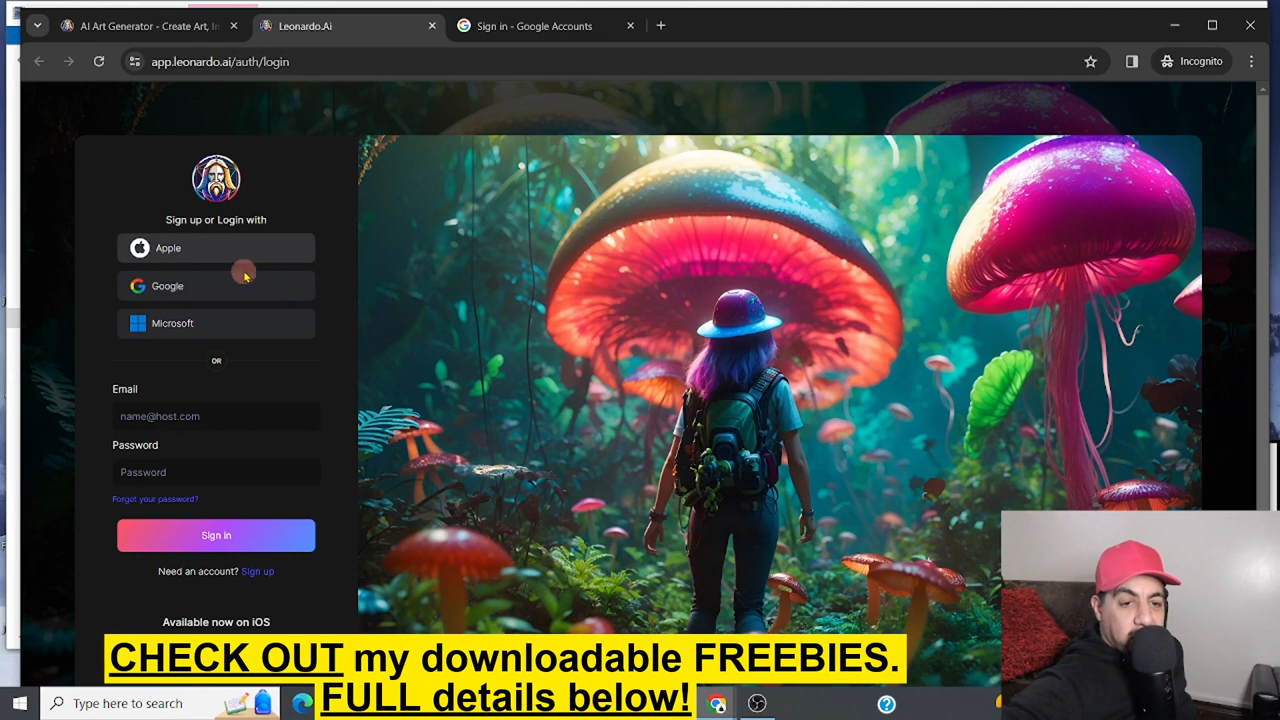 AI Art Generator - Create Art, In
Leonardo.Ai
Sign in - Google Accounts
app.leonardo.ai/auth/login
Incognito
Sign up or Login with
Apple
Google
Microsoft
OR
Email
name@host.com
Password
Password
Forgot your password?
Sign in
Need an account? Sign up
Available now on iOS
CHECK OUT my downloadable FREEBIES.
FULL details below!
Type here to search